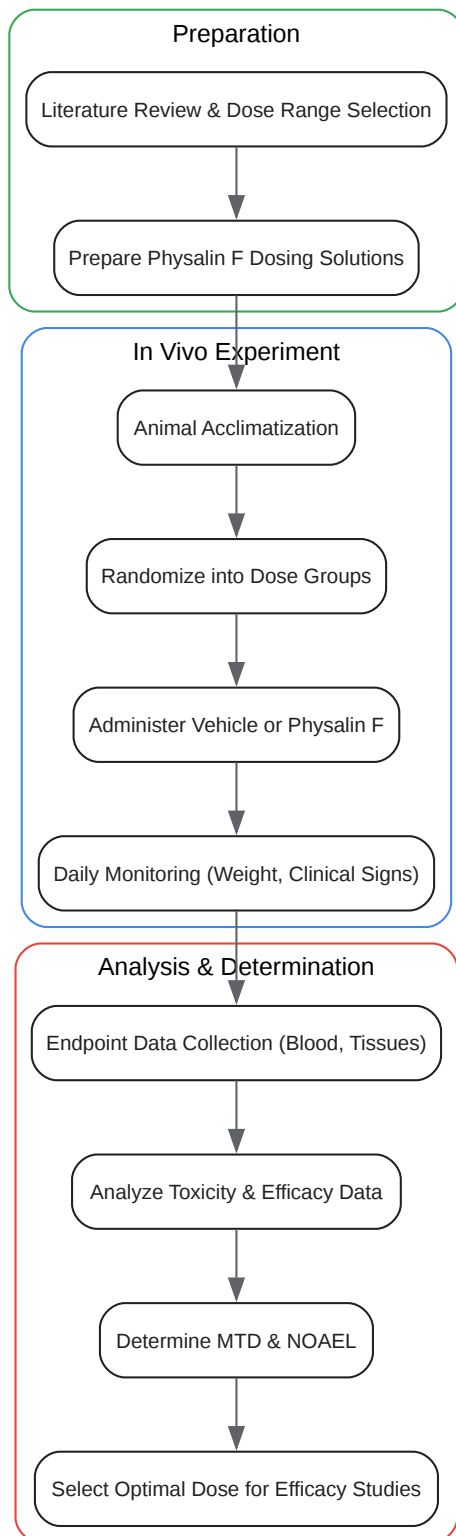 Preparation
Literature Review & Dose Range Selection
Prepare Physalin F Dosing Solutions
In Vivo Experiment
Animal Acclimatization
Randomize into Dose Groups
Administer Vehicle or Physalin F
Daily Monitoring (Weight, Clinical Signs)
Analysis & Determination
Endpoint Data Collection (Blood, Tissues)
Analyze Toxicity & Efficacy Data
Determine MTD & NOAEL
Select Optimal Dose for Efficacy Studies